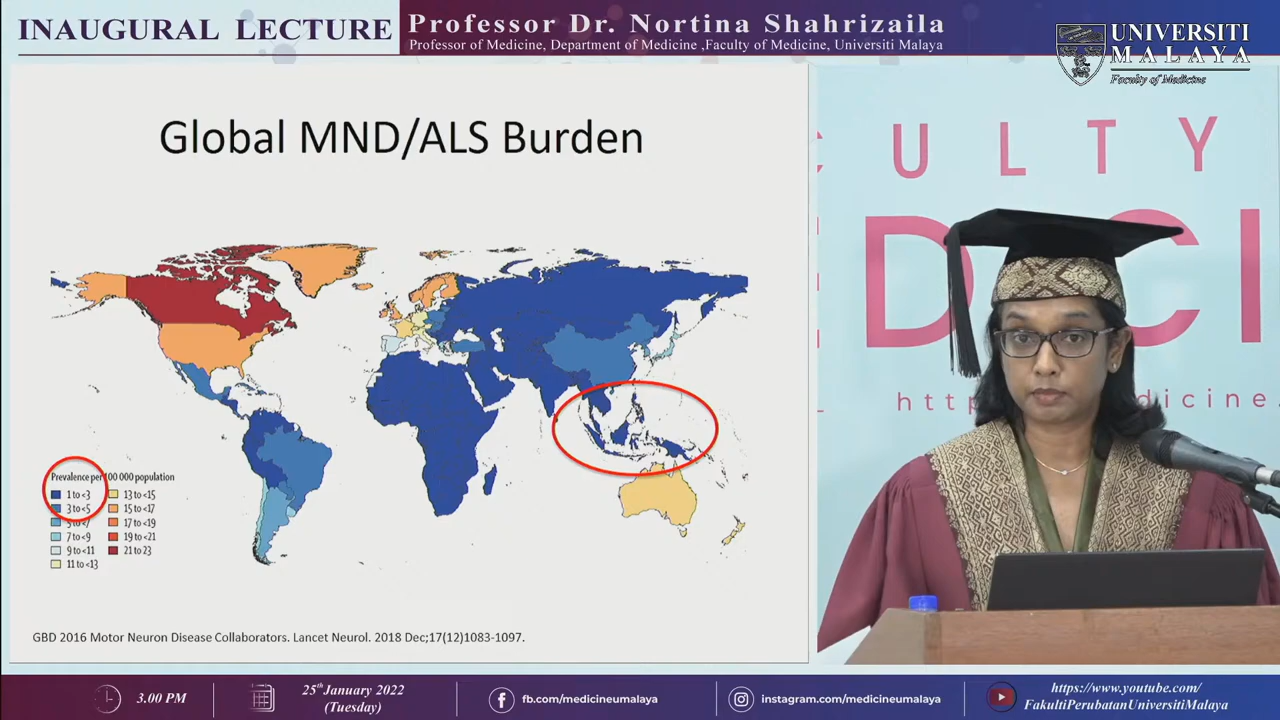 INAUGURAL LECTURE
Professor Dr. Nortina Shahrizaila
Professor of Medicine, Department of Medicine ,Faculty of Medicine, Universiti Malaya
UNIVERSITI
MALAYA
Faculty of Medicine
Global MND/ALS Burden
Prevalence per 100 000 population
1 to <3
3 to <5
5 to <7
7 to <9
9 to <11
11 to <13
13 to <15
15 to <17
17 to <19
19 to <21
21 to 23
GBD 2016 Motor Neuron Disease Collaborators. Lancet Neurol. 2018 Dec;17(12)1083-1097.
ULTY
http
dicine.
3.00 PM
25th January 2022
(Tuesday)
fb.com/medicineumalaya
instagram.com/medicineumalaya
https://www.youtube.com/
FakultiPerubatanUniversitiMalaya